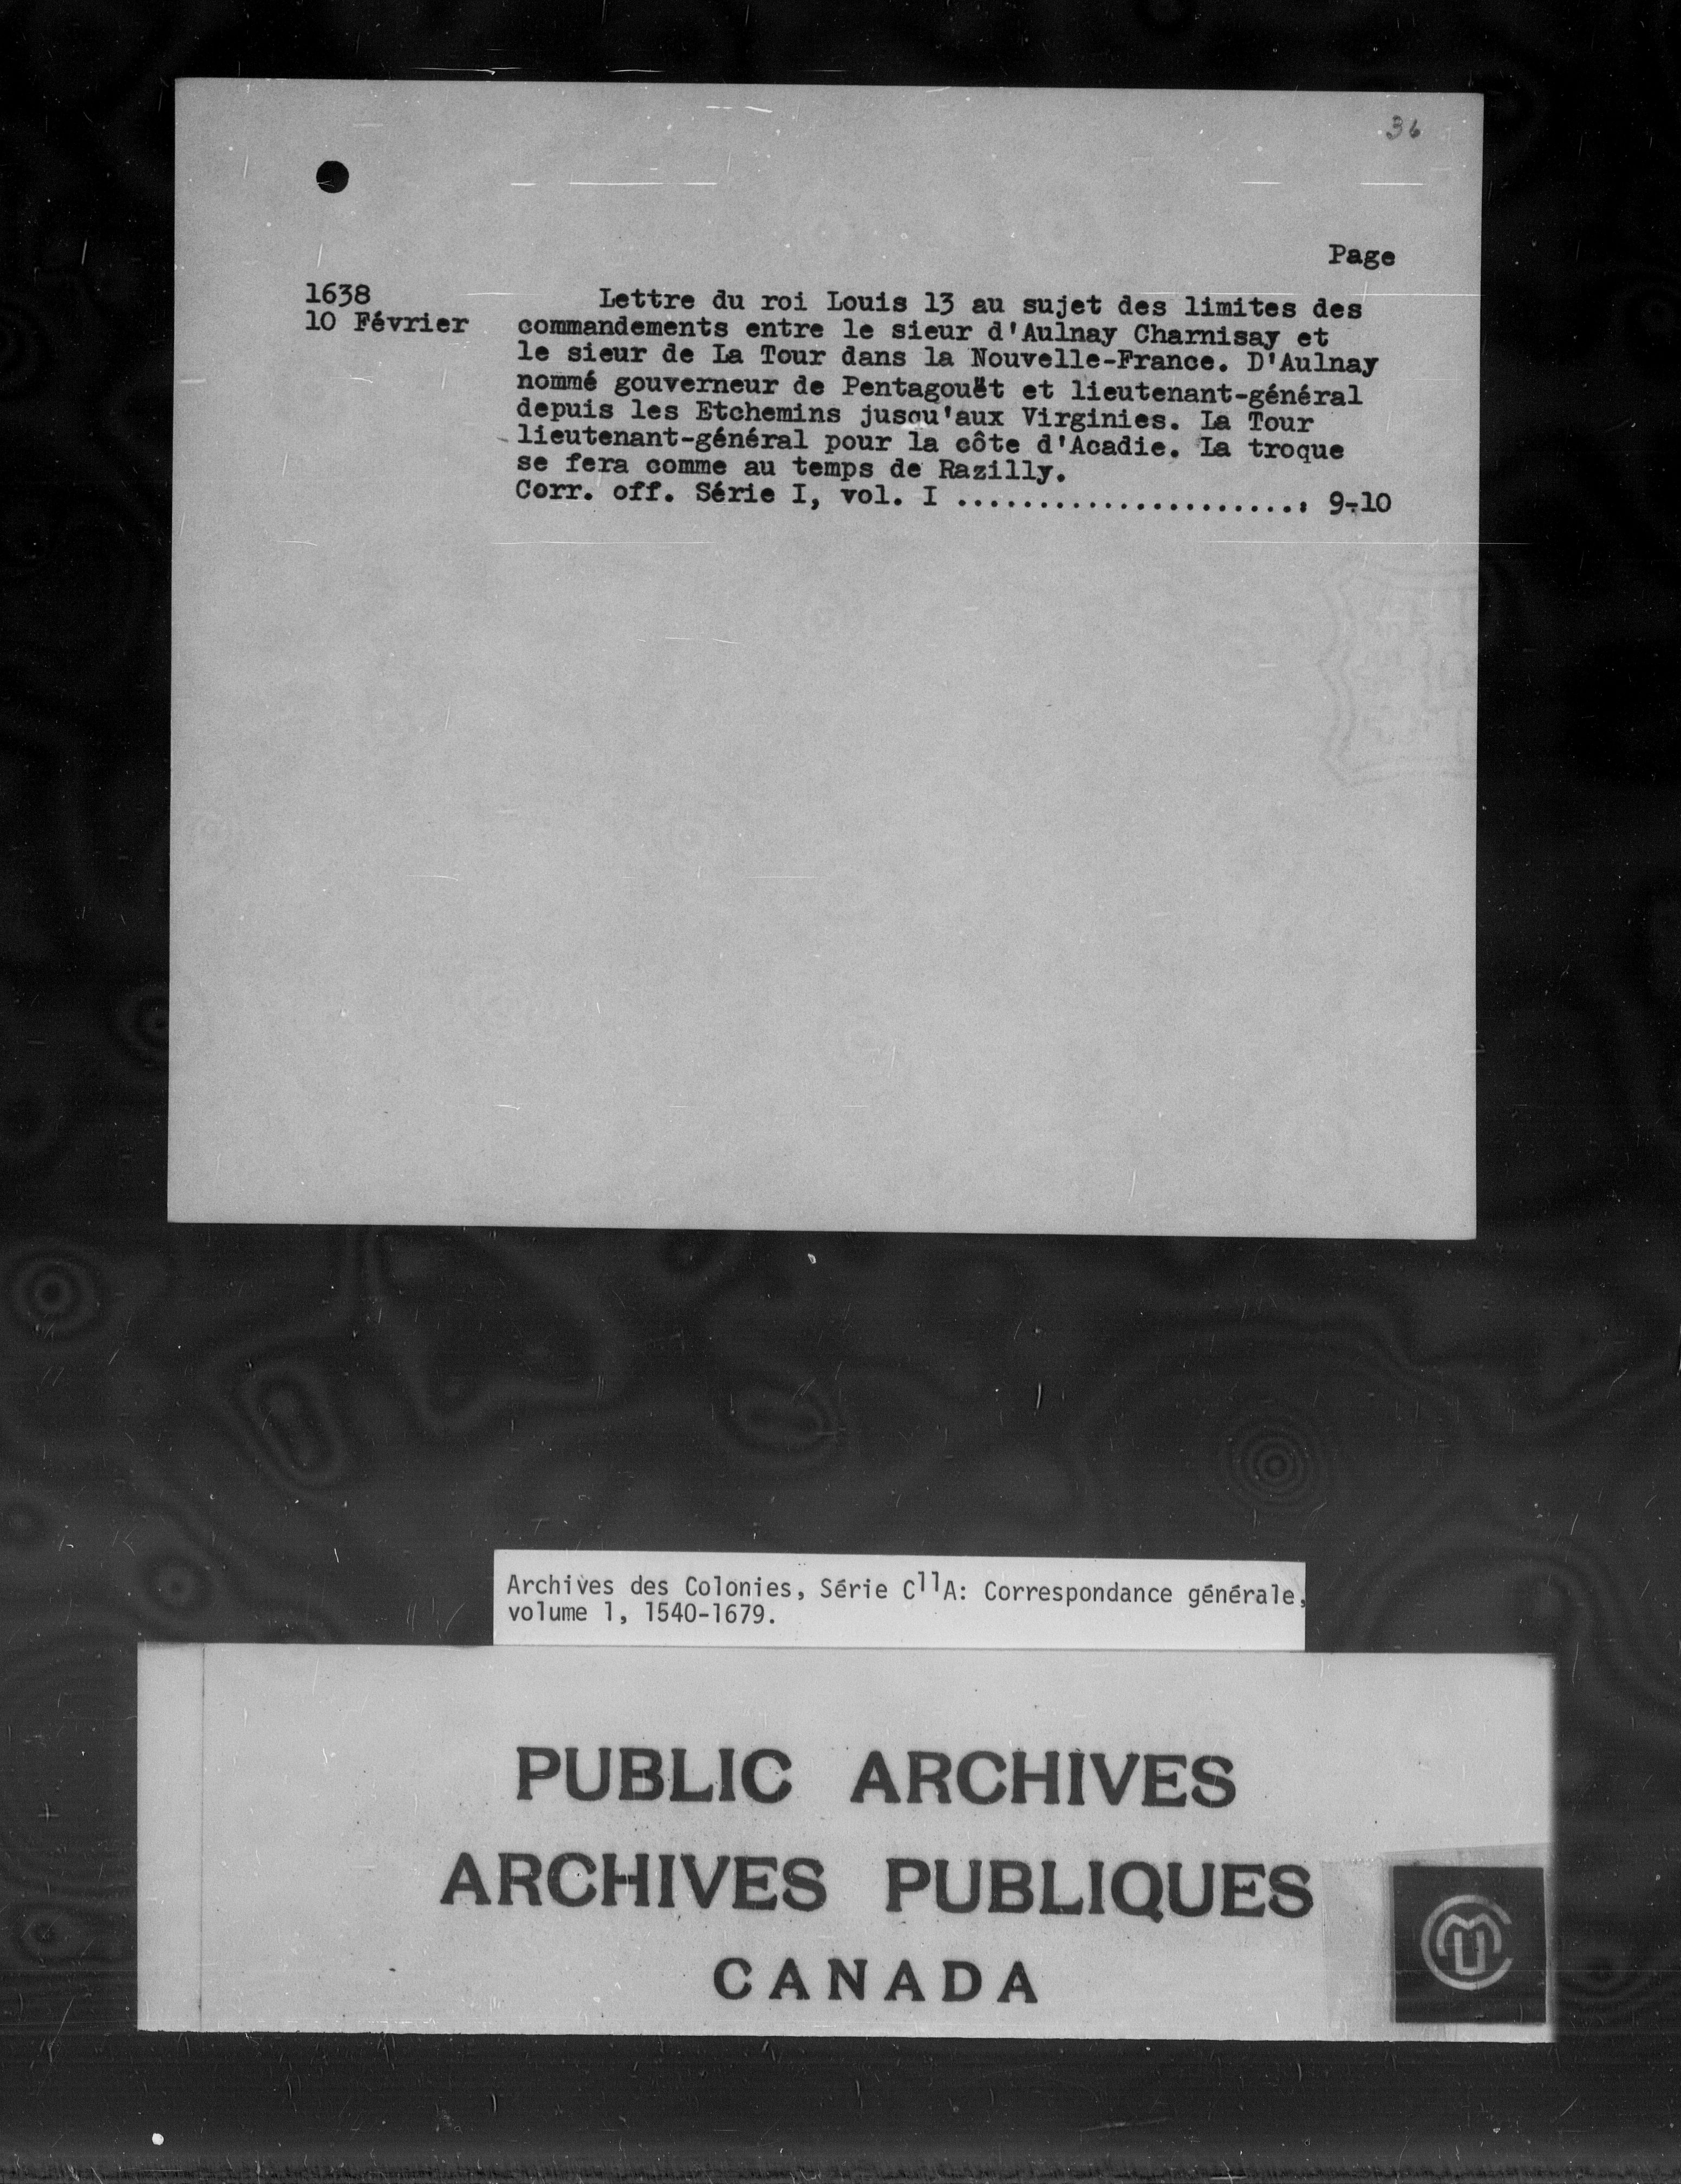 36
Page
1638
10 Février
Lettre du roi Louis 13 au sujet des limites des
commandements entre le sieur d'Aulnay Charnisay et
le sieur de La Tour dans la Nouvelle-France. D'Aulnay
nommé gouverneur de Pentagouët et lieutenant-général
depuis les Etchemins jusqu'aux Virginies. La Tour
lieutenant-général pour la côte d'Acadie. La troque
se fera comme au temps de Razilly.
Corr. off. Série I, vol. I ....................... 9-10
Archives des Colonies, Série C11A: Correspondance générale,
volume 1, 1540-1679.
PUBLIC ARCHIVES
ARCHIVES PUBLIQUES
CANADA